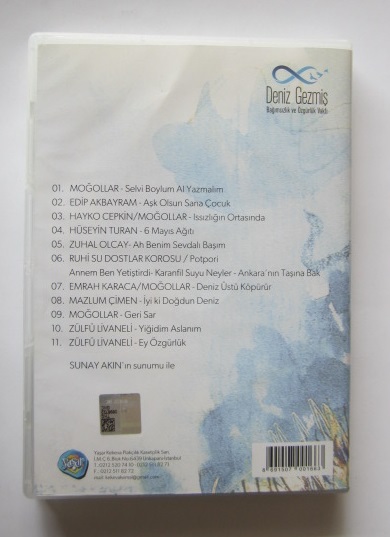 Deniz Gezmiş
Bağımsızlık ve Özgürlük Vakfı
01. MOĞOLLAR - Selvi Boylum Al Yazmalım
02. EDİP AKBAYRAM - Aşk Olsun Sana Çocuk
03. HAYKO CEPKİN/MOĞOLLAR - Issızlığın Ortasında
04. HÜSEYİN TURAN - 6 Mayıs Ağıtı
05. ZUHAL OLCAY- Ah Benim Sevdalı Başım
06. RUHİ SU DOSTLAR KOROSU / Potpori
Annem Ben Yetiştirdi- Karanfil Suyu Neyler - Ankara'nın Taşına Bak
07. EMRAH KARACA/MOĞOLLAR - Deniz Üstü Köpürür
08. MAZLUM ÇİMEN - İyi ki Doğdun Deniz
09. MOĞOLLAR - Geri Sar
10. ZÜLFÜ LİVANELİ - Yiğidim Aslanım
11. ZÜLFÜ LİVANELİ - Ey Özgürlük
SUNAY AKIN'ın sunumu ile